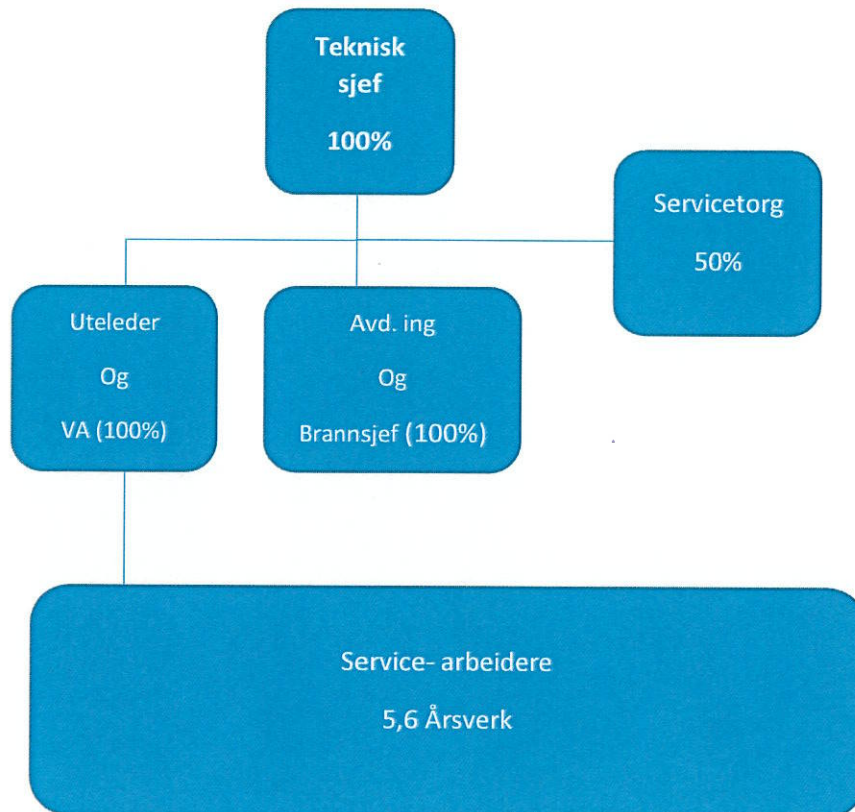 Teknisk
sjef
100%
Servicetorg
50%
Uteleder
Og
VA (100%)
Avd. ing
Og
Brannsjef (100%)
Service- arbeidere
5,6 Årsverk